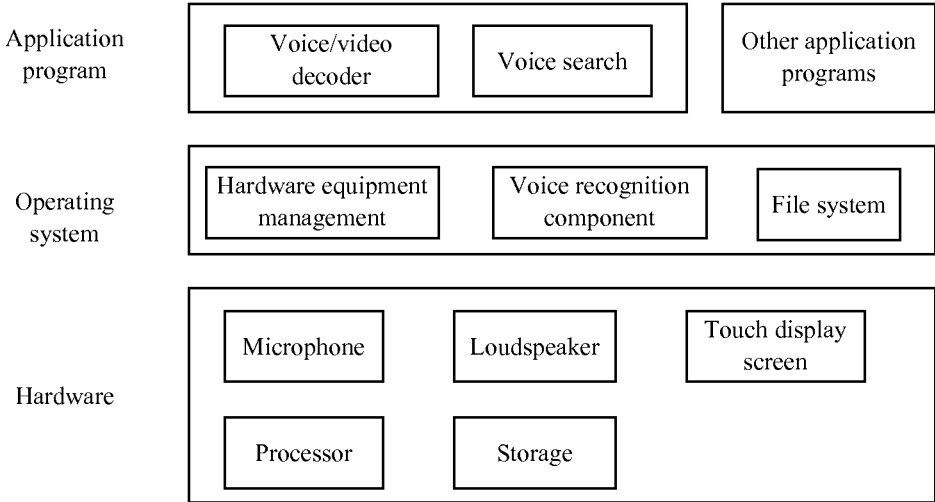 Application
program
Voice/video
decoder
Voice search
Other application
programs
Operating
system
Hardware equipment
management
Voice recognition
component
File system
Hardware
Microphone
Loudspeaker
Touch display
screen
Processor
Storage